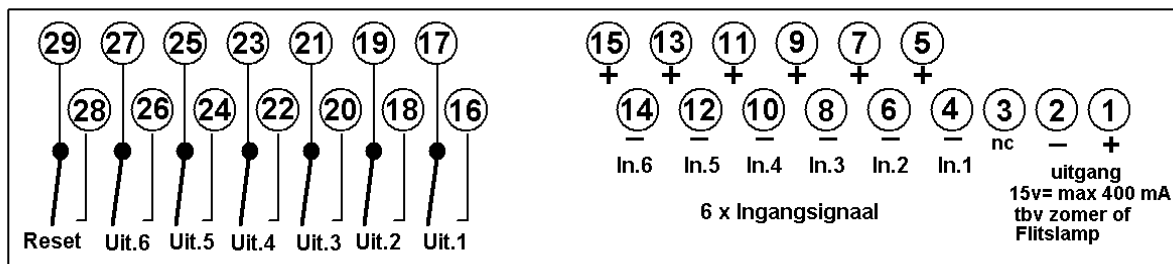 29 27 25 23 21 19 17 15 13 11 9 7 5
+ + + + + +
28 26 24 22 20 18 16 14 12 10 8 6 4 3 2 1
− − − − − − nc − +
In.6 In.5 In.4 In.3 In.2 In.1
uitgang
15v= max 400 mA
tbv zomer of
Flitslamp
6 x Ingangsignaal
Reset Uit.6 Uit.5 Uit.4 Uit.3 Uit.2 Uit.1